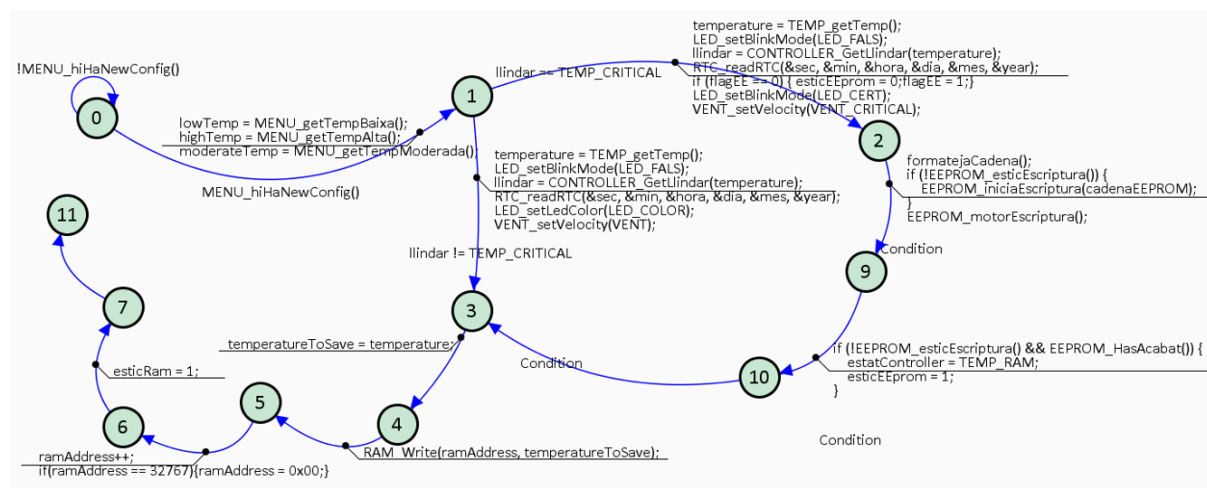 temperature = TEMP_getTemp();
LED_setBlinkMode(LED_FALS);
llindar = CONTROLLER_GetLlindar(temperature);
RTC_readRTC(&sec, &min, &hora, &dia, &mes, &year);
if (flagEE == 0) { esticEEprom = 0;flagEE = 1;}
LED_setBlinkMode(LED_CERT);
VENT_setVelocity(VENT_CRITICAL);
!MENU_hiHaNewConfig()
0
llindar == TEMP_CRITICAL
1
lowTemp = MENU_getTempBaixa();
highTemp = MENU_getTempAlta();
moderateTemp = MENU_getTempModerada();
MENU_hiHaNewConfig()
2
temperature = TEMP_getTemp();
LED_setBlinkMode(LED_FALS);
llindar = CONTROLLER_GetLlindar(temperature);
RTC_readRTC(&sec, &min, &hora, &dia, &mes, &year);
LED_setLedColor(LED_COLOR);
VENT_setVelocity(VENT);
formatejaCadena();
if (!EEPROM_esticEscriptura()) {
EEPROM_iniciaEscriptura(cadenaEEPROM);
}
EEPROM_motorEscriptura();
11
llindar != TEMP_CRITICAL
Condition
9
7
3
temperatureToSave = temperature;
Condition
if (!EEPROM_esticEscriptura() && EEPROM_HasAcabat()) {
estatController = TEMP_RAM;
esticEEprom = 1;
}
10
esticRam = 1;
5
4
6
Condition
ramAddress++;
if(ramAddress == 32767){ramAddress = 0x00;}
RAM_Write(ramAddress, temperatureToSave);